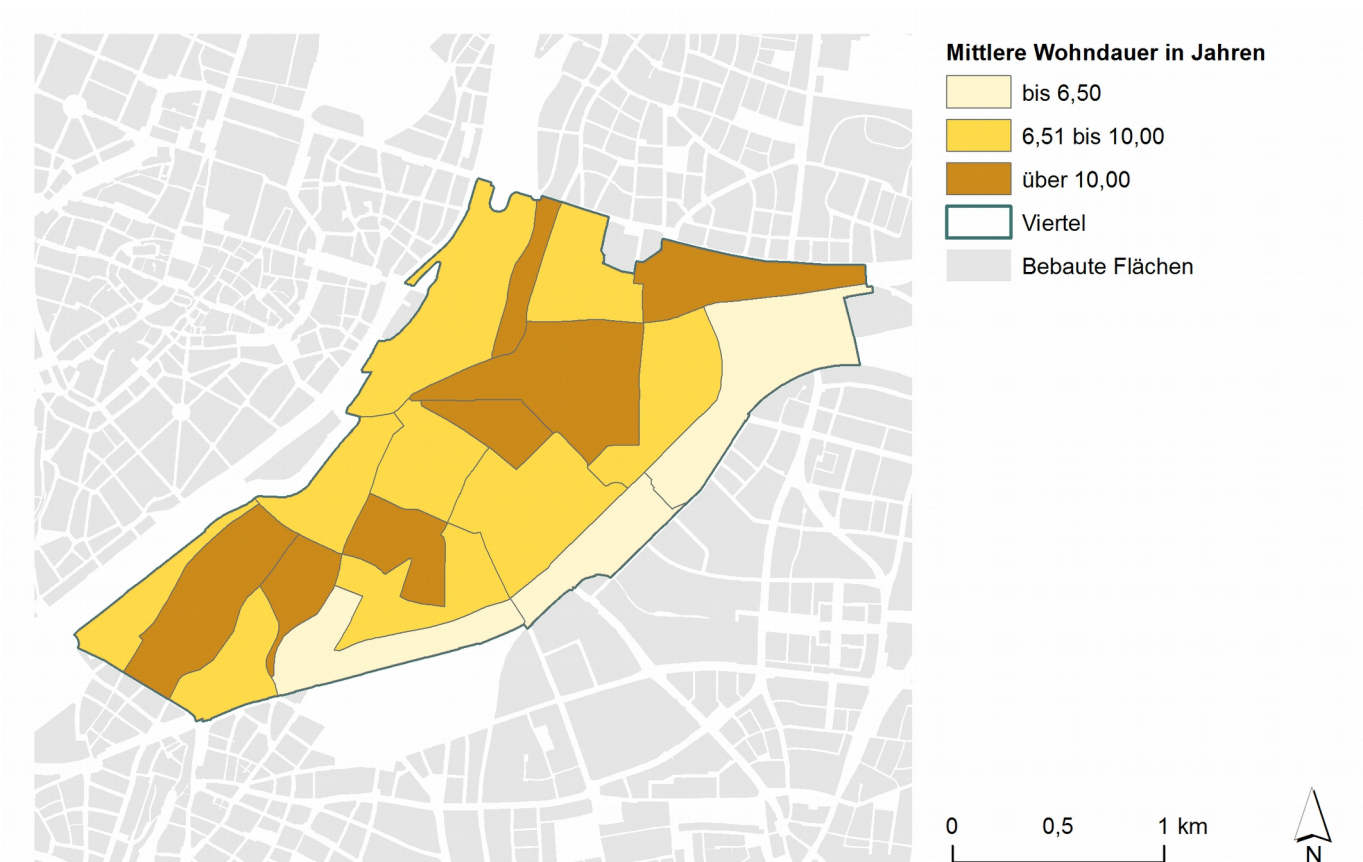 Mittlere Wohndauer in Jahren
bis 6,50
6,51 bis 10,00
über 10,00
Viertel
Bebaute Flächen
0 0,5 1 km
N